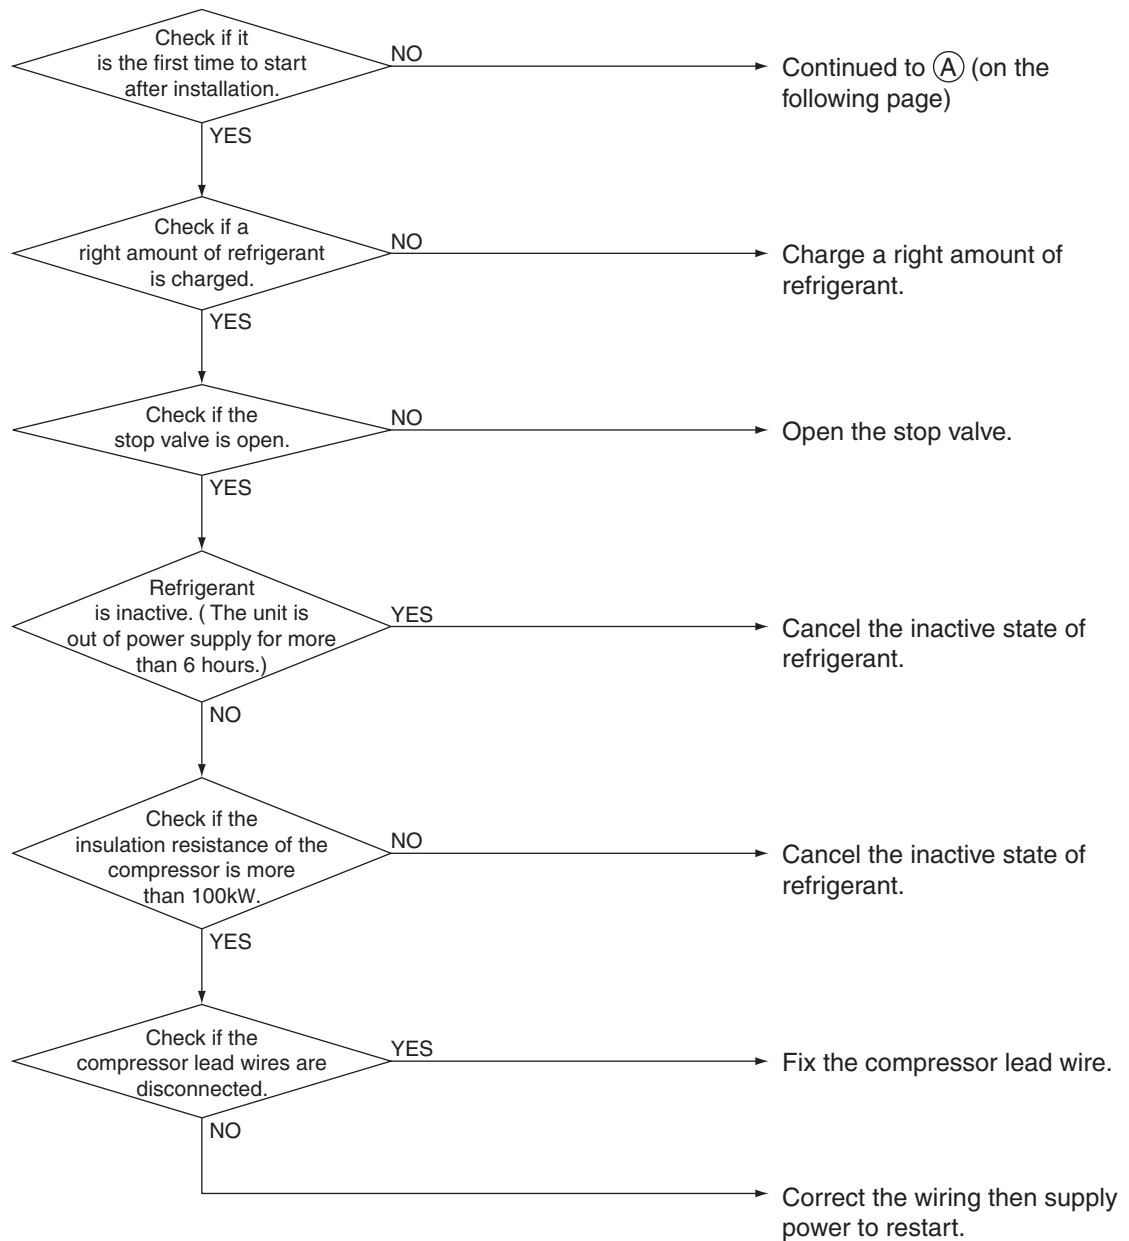 Check if it
is the first time to start
after installation.
NO
Continued to Ⓐ (on the
following page)
YES
Check if a
right amount of refrigerant
is charged.
NO
Charge a right amount of
refrigerant.
YES
Check if the
stop valve is open.
NO
Open the stop valve.
YES
Refrigerant
is inactive. ( The unit is
out of power supply for more
than 6 hours.)
YES
Cancel the inactive state of
refrigerant.
NO
Check if the
insulation resistance of the
compressor is more
than 100kW.
NO
Cancel the inactive state of
refrigerant.
YES
Check if the
compressor lead wires are
disconnected.
YES
Fix the compressor lead wire.
NO
Correct the wiring then supply
power to restart.